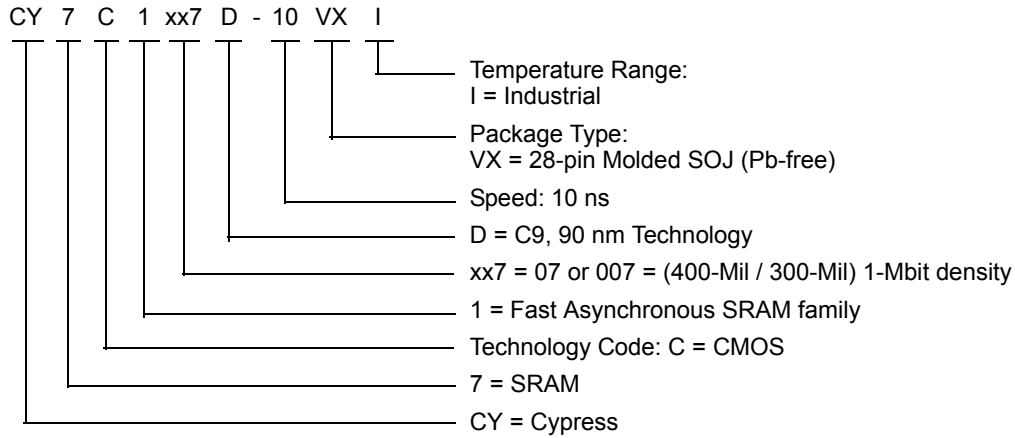 CY 7 C 1 xx7 D - 10 VX I
Temperature Range:
I = Industrial
Package Type:
VX = 28-pin Molded SOJ (Pb-free)
Speed: 10 ns
D = C9, 90 nm Technology
xx7 = 07 or 007 = (400-Mil / 300-Mil) 1-Mbit density
1 = Fast Asynchronous SRAM family
Technology Code: C = CMOS
7 = SRAM
CY = Cypress